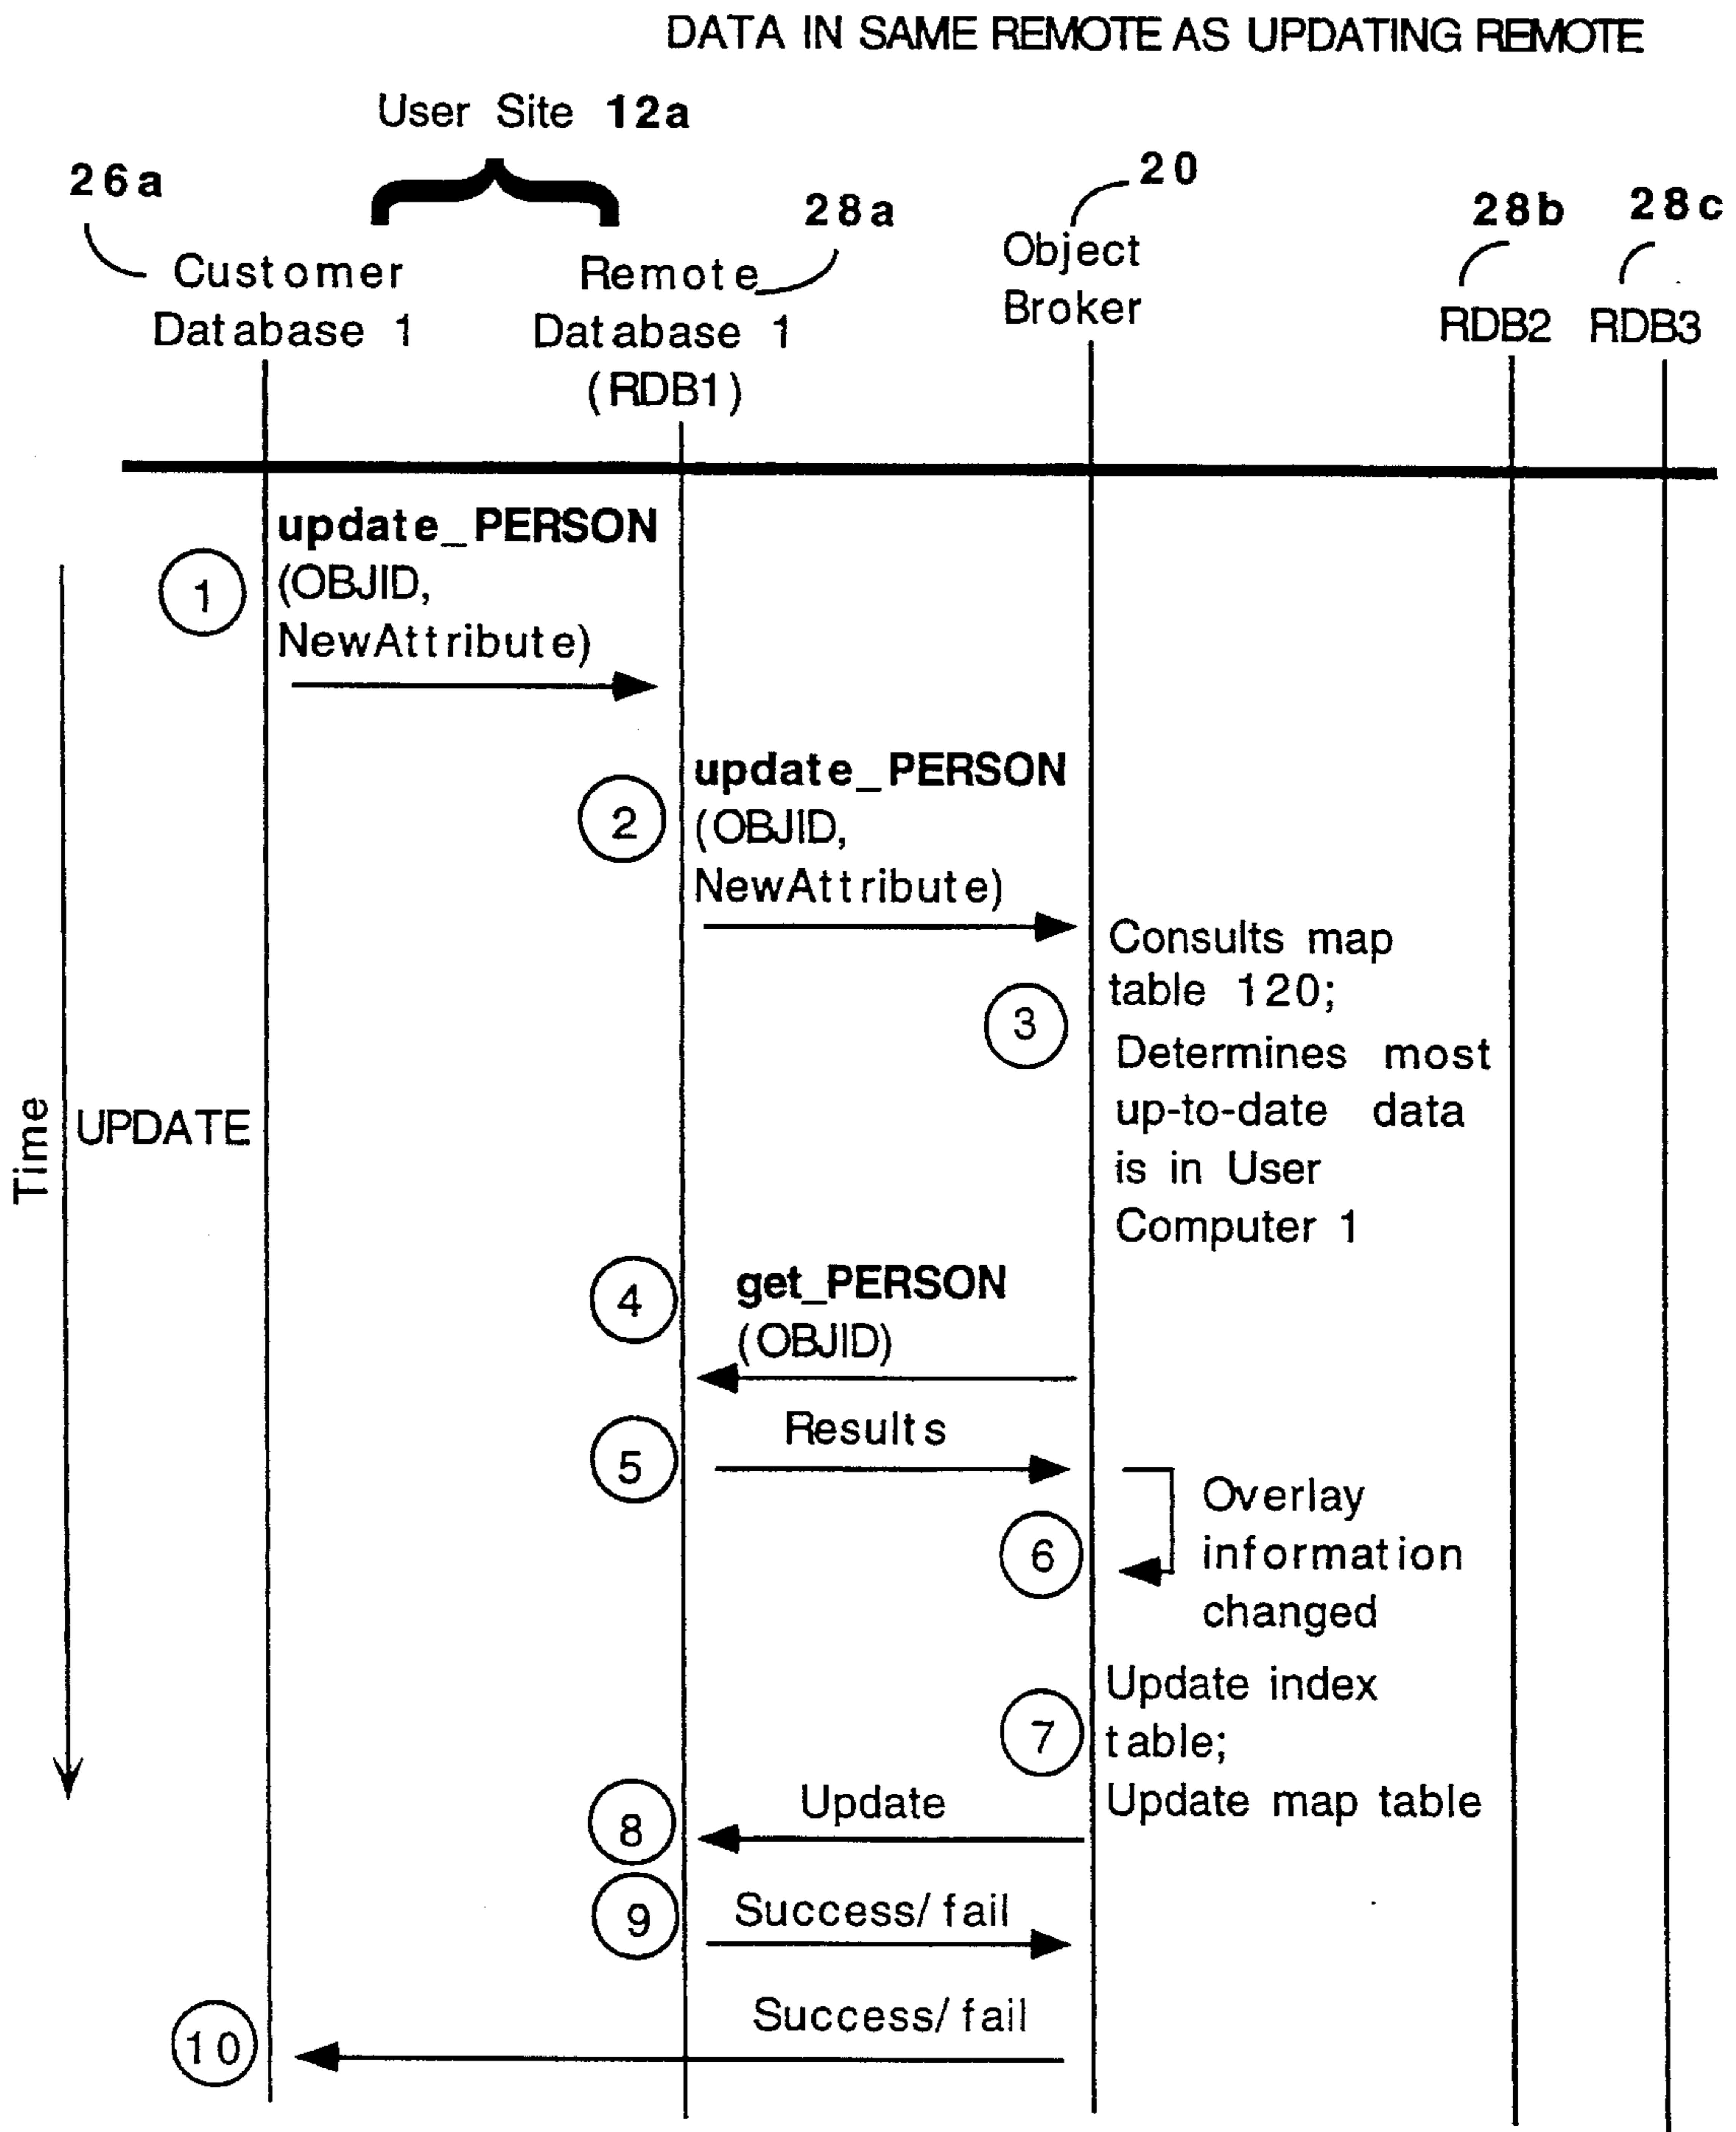 DATA IN SAME REMOTE AS UPDATING REMOTE
User Site 12a
26a
28a
20
28b
28c
Customer
Database 1
Remote
Database 1
(RDB1)
Object
Broker
RDB2
RDB3
update_PERSON
(OBJID,
NewAttribute)
1
update_PERSON
(OBJID,
NewAttribute)
2
Consults map
table 120;
3
Determines most
up-to-date data
is in User
Computer 1
Time
UPDATE
4
get_PERSON
(OBJID)
5
Results
6
Overlay
information
changed
7
Update index
table;
Update map table
8
Update
9
Success/fail
10
Success/fail